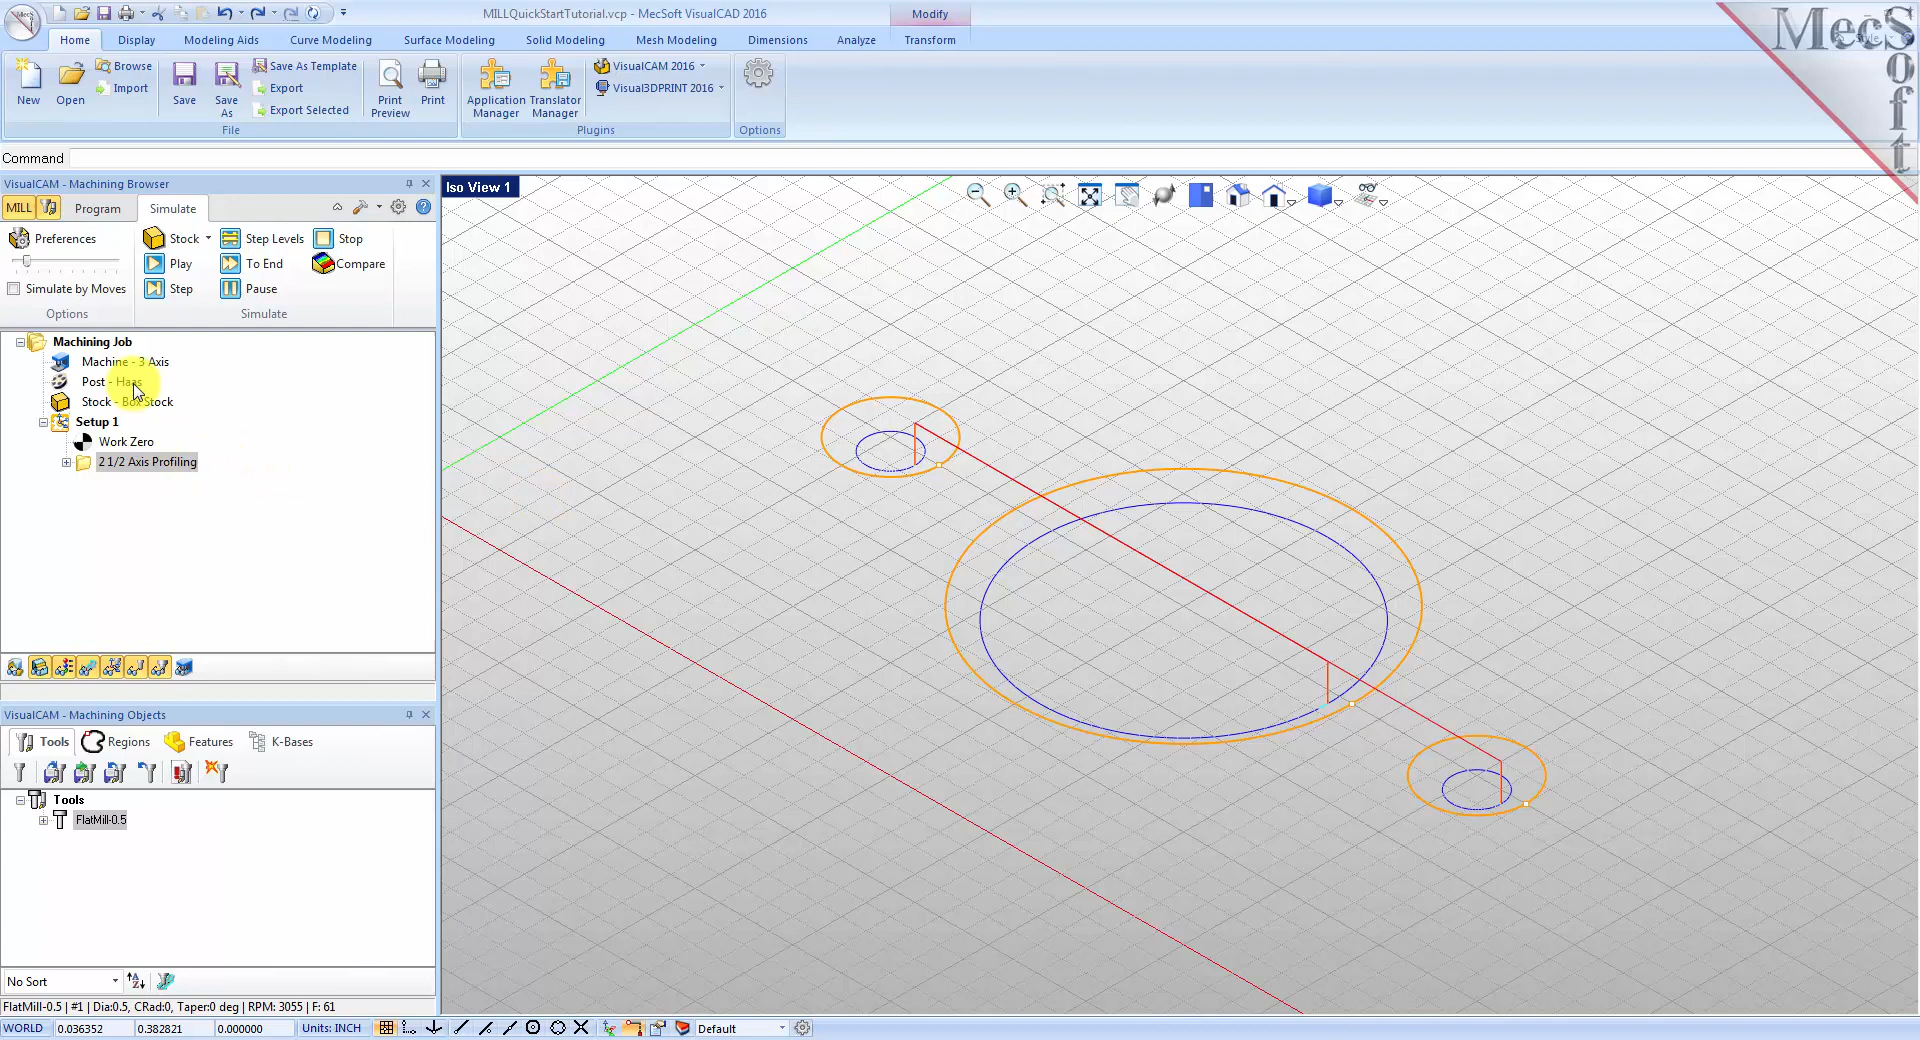 MILLQuickStartTutorial.vcp - MecSoft VisualCAD 2016
Modify
Home Display Modeling Aids Curve Modeling Surface Modeling Solid Modeling Mesh Modeling Dimensions Analyze Transform
New Open Browse Import Save Save As Save As Template Export Export Selected Print Preview Print
Application Manager Translator Manager VisualCAM 2016 Visual3DPRINT 2016
File Plugins Options
MecSoft
Command
VisualCAM - Machining Browser
MILL Program Simulate
Preferences Stock Step Levels Stop
Play To End Compare
Simulate by Moves Step Pause
Options Simulate
Machining Job
Machine - 3 Axis
Post - Haas
Stock - Box Stock
Setup 1
Work Zero
2 1/2 Axis Profiling
Iso View 1
VisualCAM - Machining Objects
Tools Regions Features K-Bases
Tools
FlatMill-0.5
No Sort
FlatMill-0.5 | #1 | Dia:0.5, CRad:0, Taper:0 deg | RPM: 3055 | F: 61
WORLD 0.036352 0.382821 0.000000 Units: INCH Default